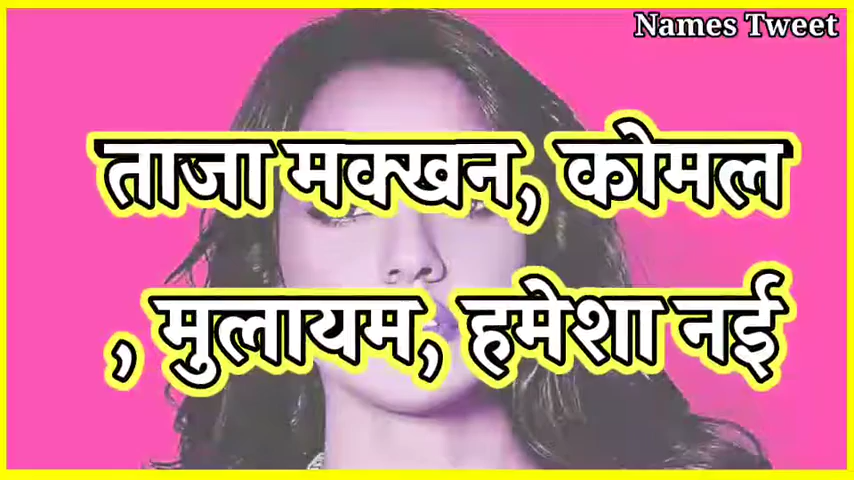 Names Tweet
ताजा मक्खन, कोमल
, मुलायम, हमेशा नई